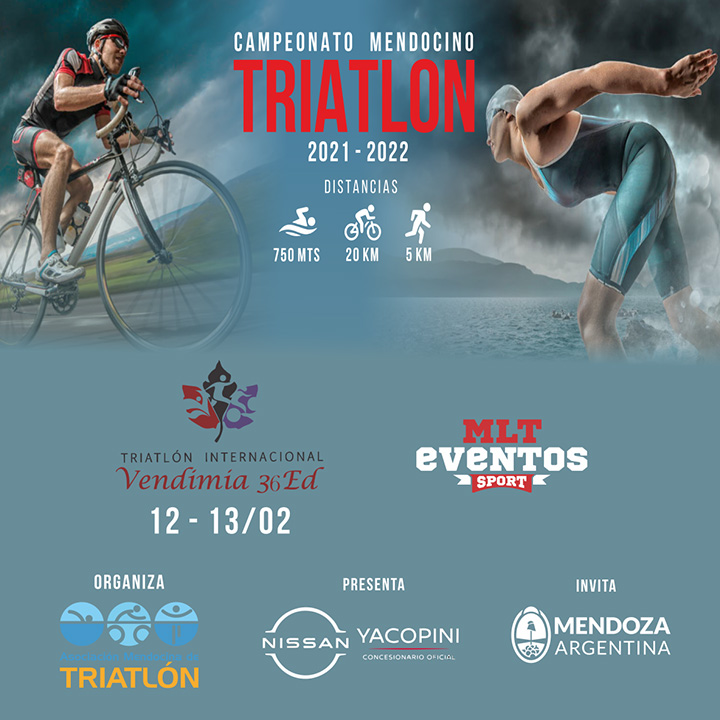 CAMPEONATO MENDOCINO
TRIATLON
2021 - 2022
DISTANCIAS
750 MTS 20 KM 5 KM
TRIATLÓN INTERNACIONAL
Vendimia 36Ed
12 - 13/02
MLT
eventos
SPORT
ORGANIZA
TRIATLÓN
PRESENTA
NISSAN
YACOPINI
CONCESIONARIO OFICIAL
INVITA
MENDOZA
ARGENTINA